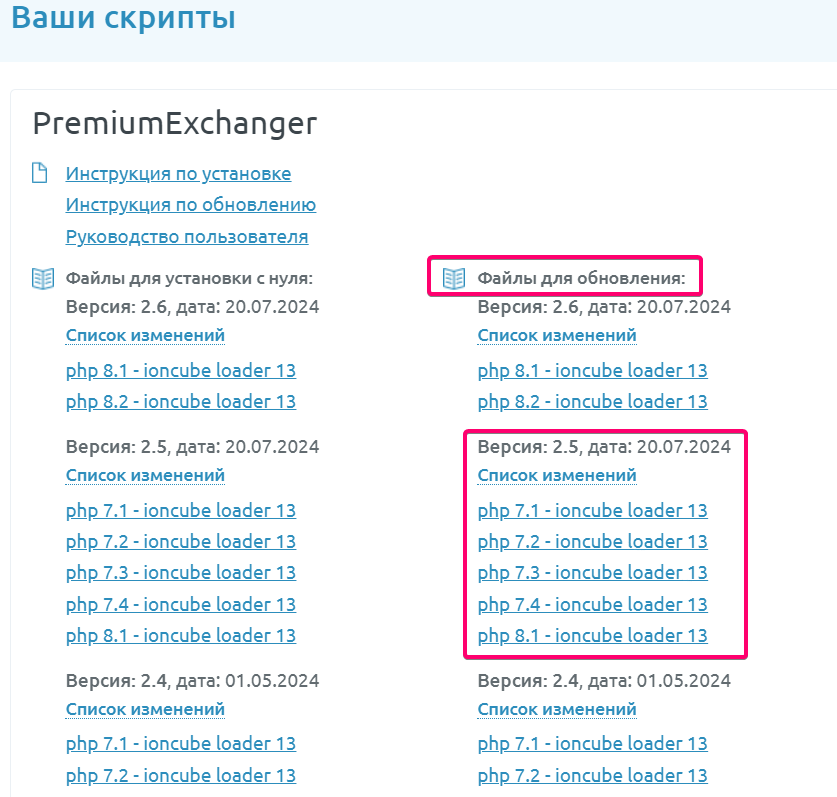 Ваши скрипты
PremiumExchanger
Инструкция по установке
Инструкция по обновлению
Руководство пользователя
Файлы для установки с нуля:
Версия: 2.6, дата: 20.07.2024
Список изменений
php 8.1 - ioncube loader 13
php 8.2 - ioncube loader 13
Версия: 2.5, дата: 20.07.2024
Список изменений
php 7.1 - ioncube loader 13
php 7.2 - ioncube loader 13
php 7.3 - ioncube loader 13
php 7.4 - ioncube loader 13
php 8.1 - ioncube loader 13
Версия: 2.4, дата: 01.05.2024
Список изменений
php 7.1 - ioncube loader 13
php 7.2 - ioncube loader 13
Файлы для обновления:
Версия: 2.6, дата: 20.07.2024
Список изменений
php 8.1 - ioncube loader 13
php 8.2 - ioncube loader 13
Версия: 2.5, дата: 20.07.2024
Список изменений
php 7.1 - ioncube loader 13
php 7.2 - ioncube loader 13
php 7.3 - ioncube loader 13
php 7.4 - ioncube loader 13
php 8.1 - ioncube loader 13
Версия: 2.4, дата: 01.05.2024
Список изменений
php 7.1 - ioncube loader 13
php 7.2 - ioncube loader 13